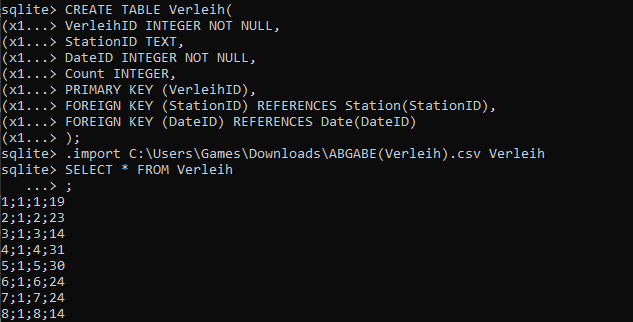 sqlite> CREATE TABLE Verleih(
(x1...> VerleihID INTEGER NOT NULL,
(x1...> StationID TEXT,
(x1...> DateID INTEGER NOT NULL,
(x1...> Count INTEGER,
(x1...> PRIMARY KEY (VerleihID),
(x1...> FOREIGN KEY (StationID) REFERENCES Station(StationID),
(x1...> FOREIGN KEY (DateID) REFERENCES Date(DateID)
(x1...> );
sqlite> .import C:\Users\Games\Downloads\ABGABE(Verleih).csv Verleih
sqlite> SELECT * FROM Verleih
   ...> ;
1;1;1;19
2;1;2;23
3;1;3;14
4;1;4;31
5;1;5;30
6;1;6;24
7;1;7;24
8;1;8;14